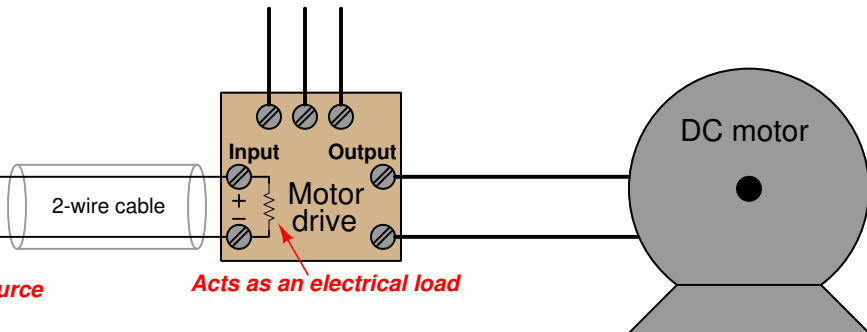 DC motor
Input
Output
+
Motor
drive
−
2-wire cable
Acts as an electrical load